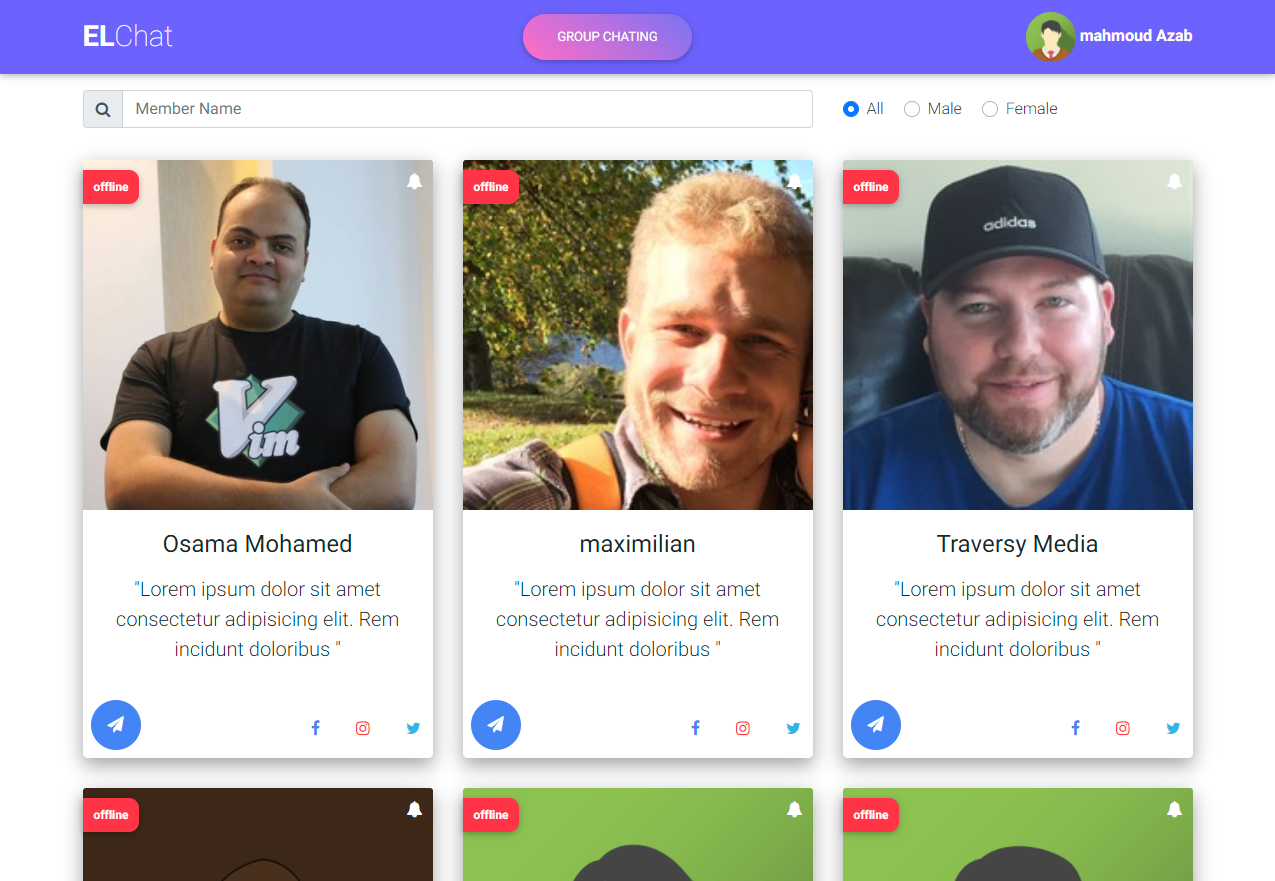 ELChat
GROUP CHATING
mahmoud Azab
Member Name
All
Male
Female
offline
offline
offline
adidas
Vim
Osama Mohamed
maximilian
Traversy Media
"Lorem ipsum dolor sit amet
consectetur adipisicing elit. Rem
incidunt doloribus "
"Lorem ipsum dolor sit amet
consectetur adipisicing elit. Rem
incidunt doloribus "
"Lorem ipsum dolor sit amet
consectetur adipisicing elit. Rem
incidunt doloribus "
offline
offline
offline